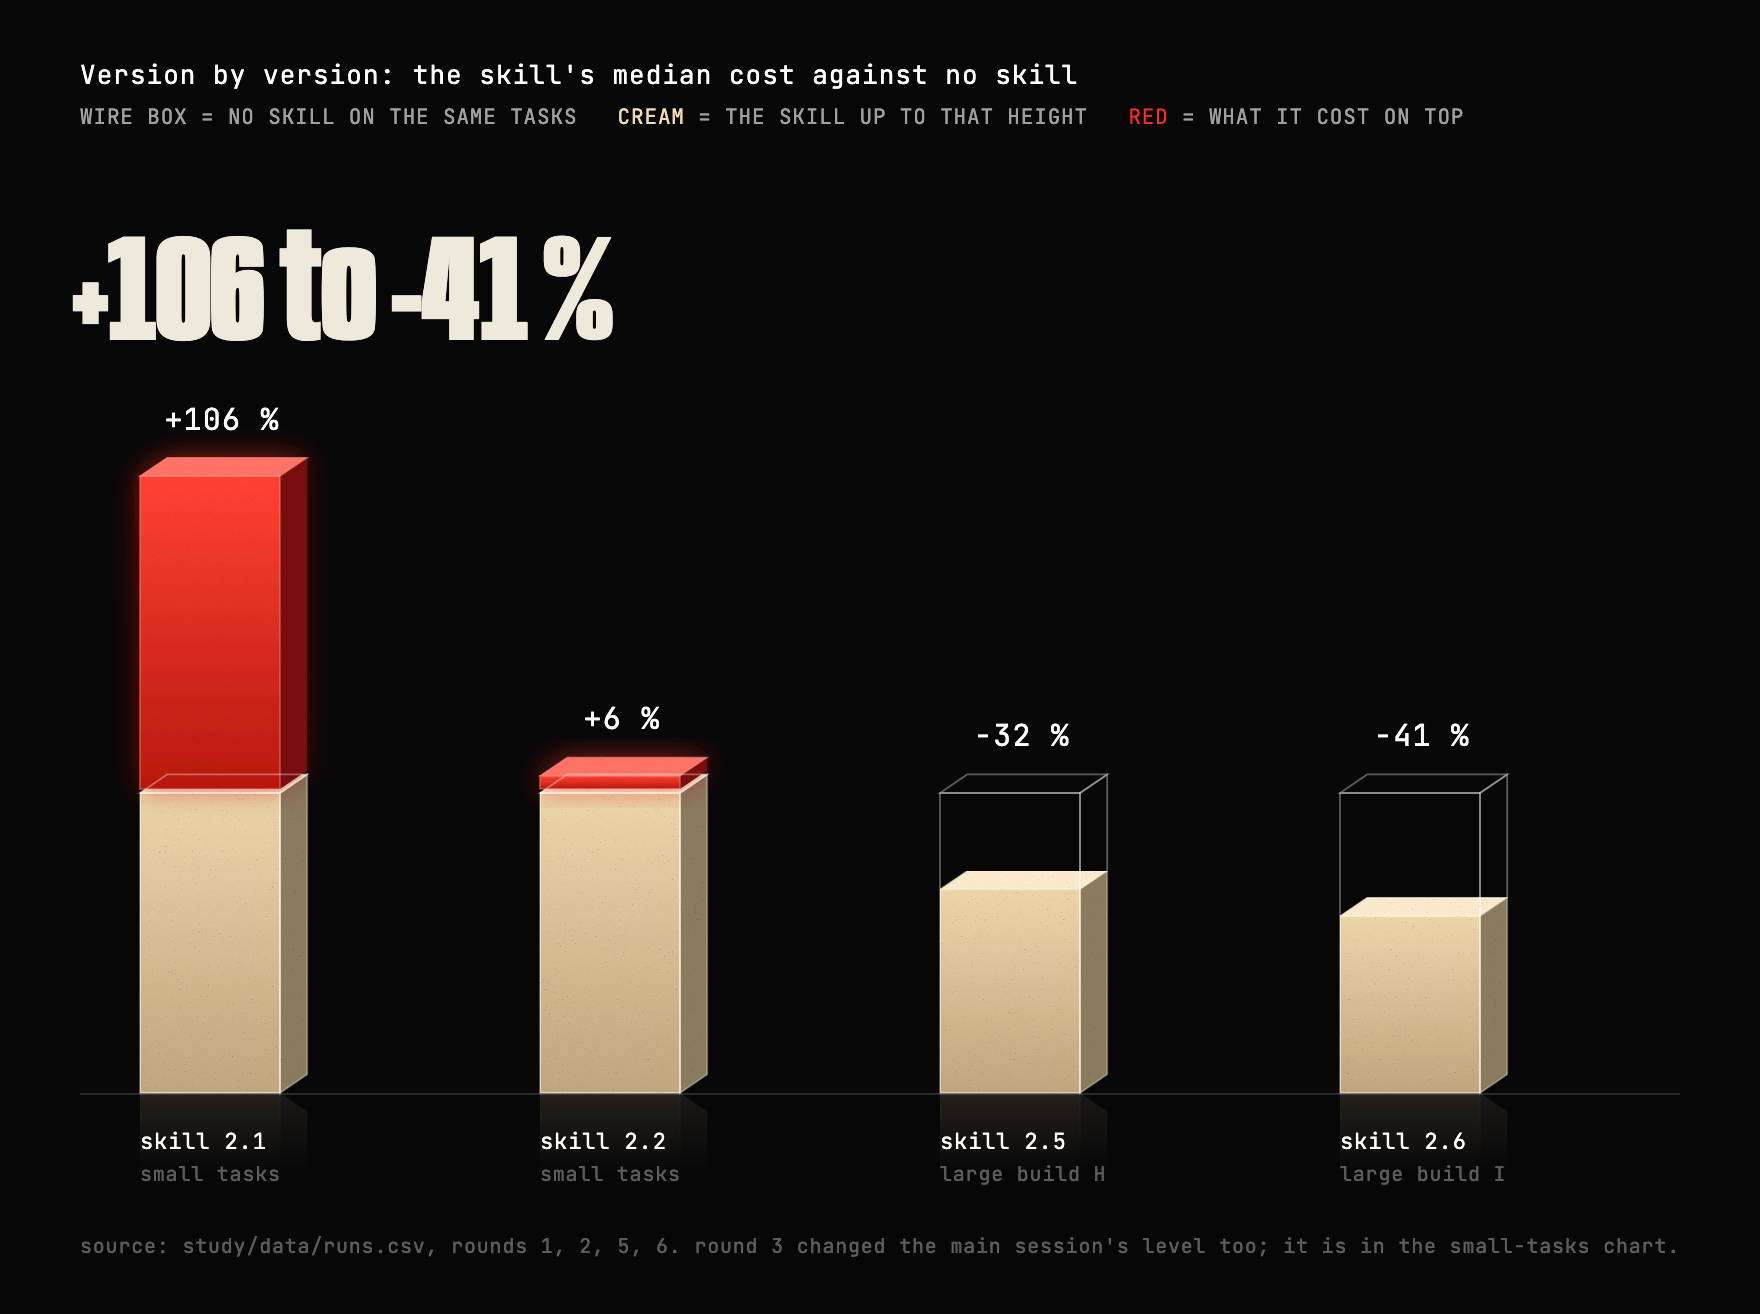 Version by version: the skill's median cost against no skill
WIRE BOX = NO SKILL ON THE SAME TASKS CREAM = THE SKILL UP TO THAT HEIGHT RED = WHAT IT COST ON TOP
+106 to -41 %
+106 %
+6 %
-32 %
-41 %
skill 2.1
small tasks
skill 2.2
small tasks
skill 2.5
large build H
skill 2.6
large build I
source: study/data/runs.csv, rounds 1, 2, 5, 6. round 3 changed the main session's level too; it is in the small-tasks chart.